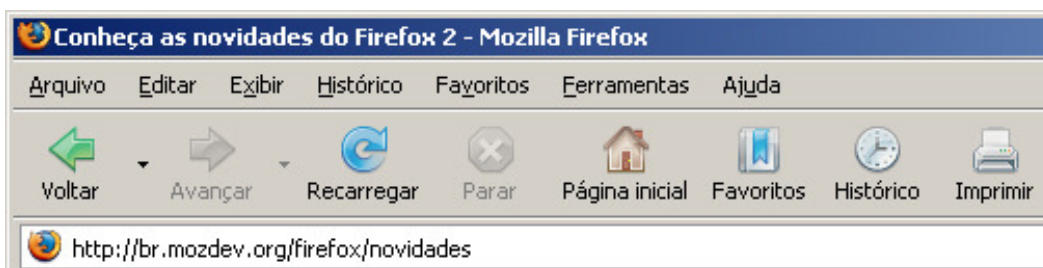 Conheça as novidades do Firefox 2 - Mozilla Firefox
Arquivo Editar Exibir Histórico Favoritos Ferramentas Ajuda
Voltar Avançar Recarregar Parar Página inicial Favoritos Histórico Imprimir
http://br.mozdev.org/firefox/novidades